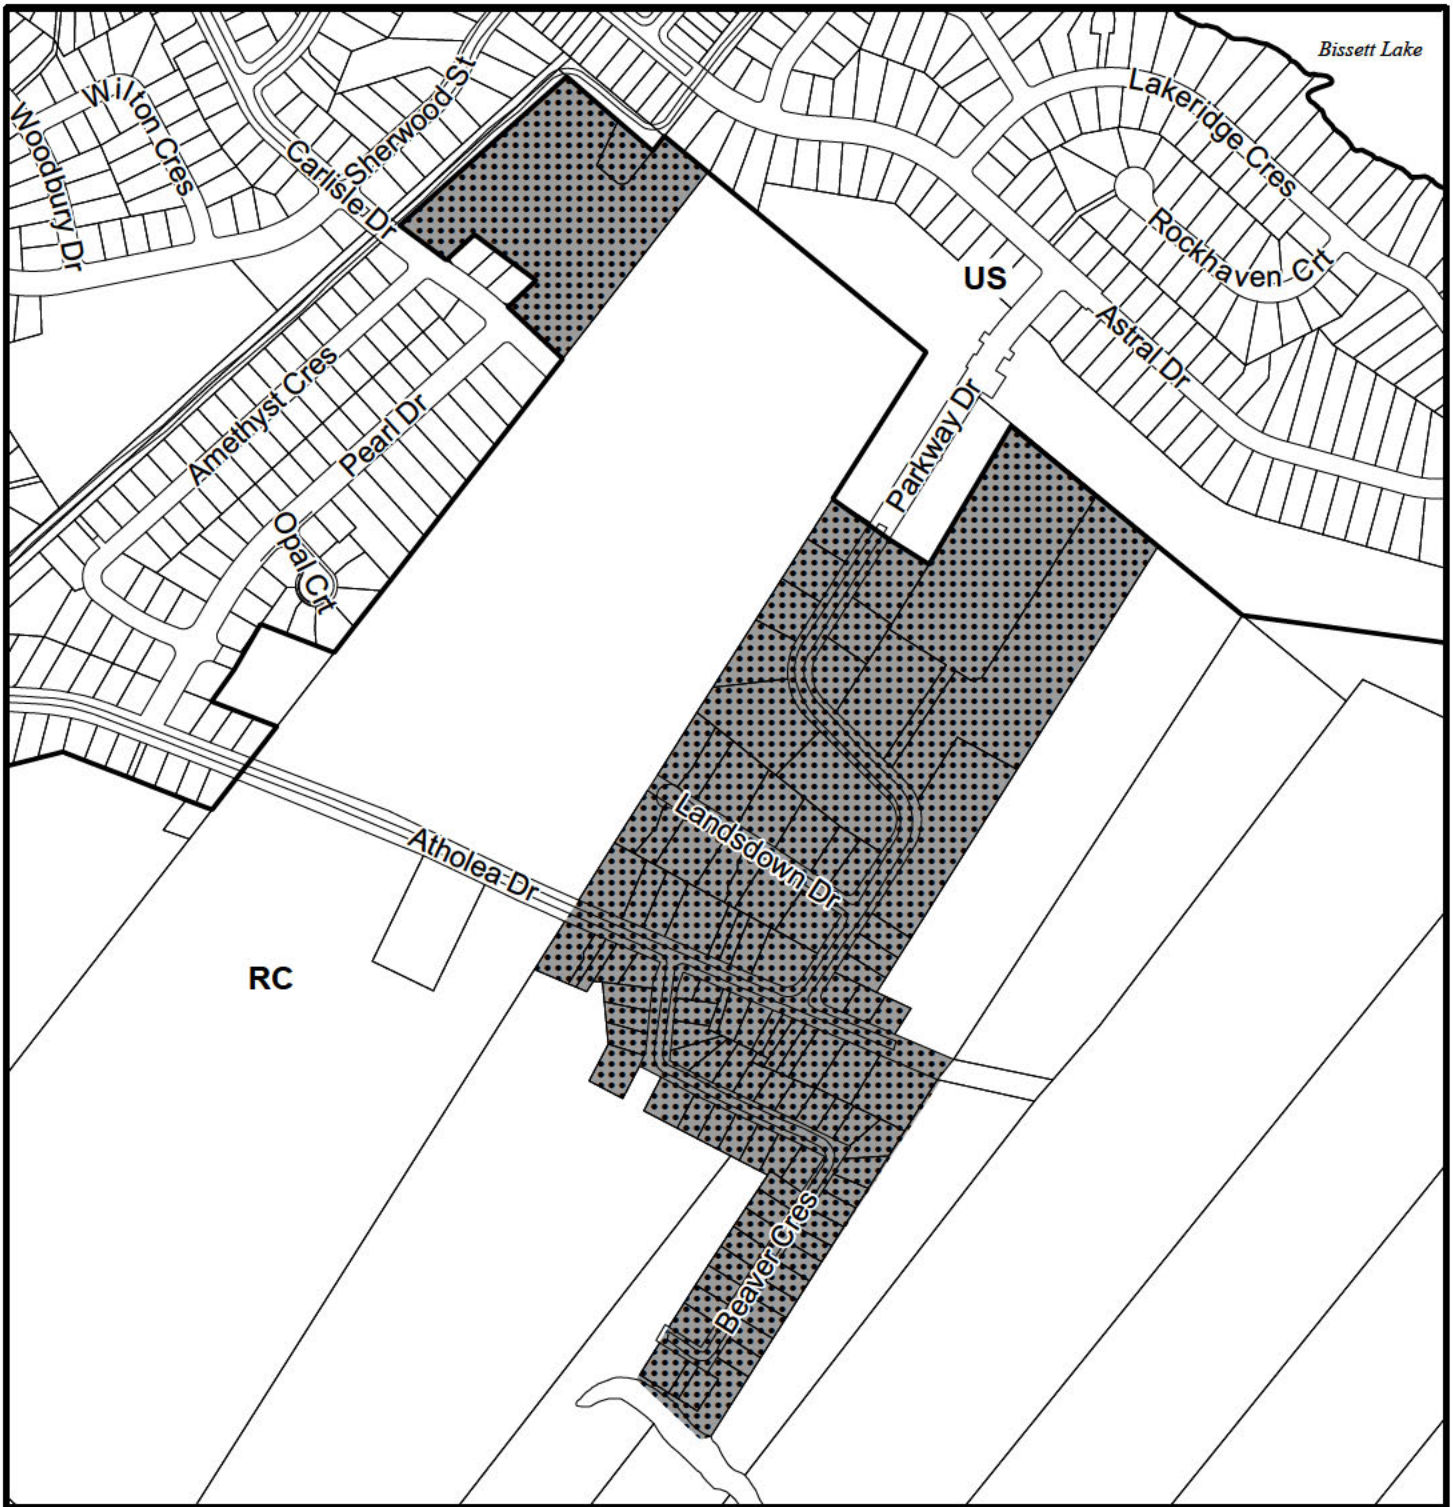 Bissett Lake
Lakeridge Cres
Wilton Cres
Woodbury Dr
Sherwood St
Carlisle Dr
Rockhaven Crt
US
Astral Dr
Amethyst Cres
Pearl Dr
Parkway Dr
Opal Crt
Landsdown Dr
Atholea Dr
RC
Beaver Cres